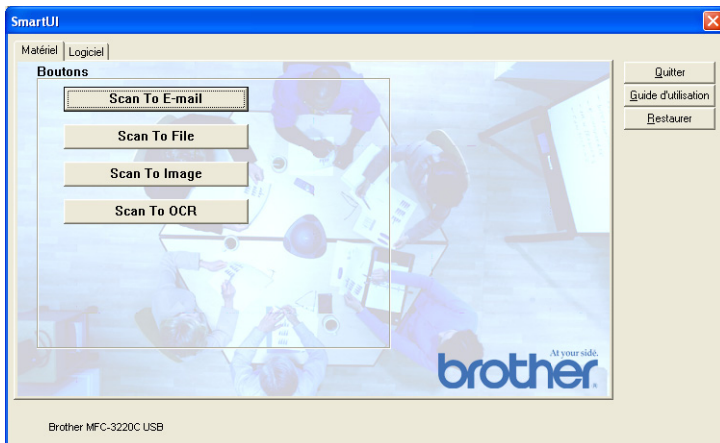 SmartUI
Matériel Logiciel
Boutons
Scan To E-mail
Scan To File
Scan To Image
Scan To OCR
Quitter
Guide d'utilisation
Restaurer
At your side.
brother
Brother MFC-3220C USB